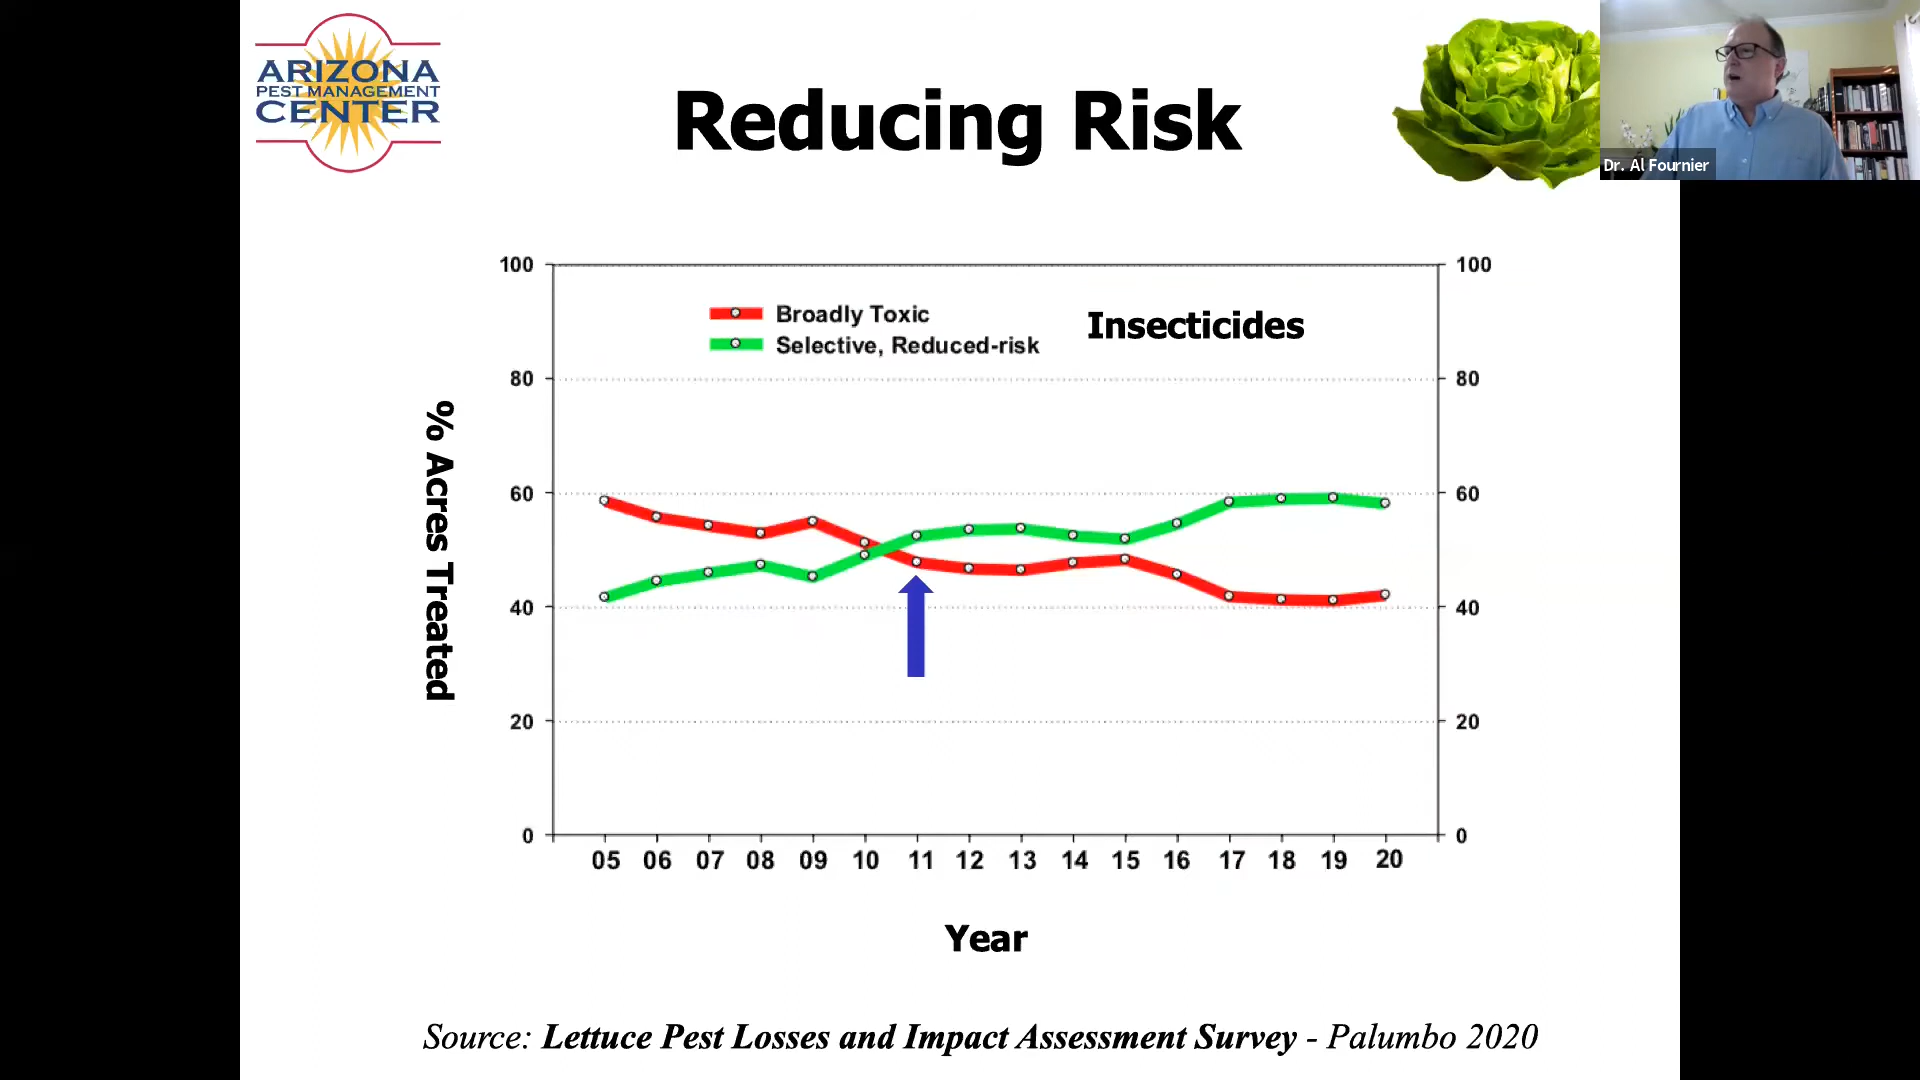 ARIZONA
PEST MANAGEMENT
CENTER
Reducing Risk
Dr. Al Fournier
Broadly Toxic
Selective, Reduced-risk
Insecticides
% Acres Treated
100
80
60
40
20
0
100
80
60
40
20
0
05 06 07 08 09 10 11 12 13 14 15 16 17 18 19 20
Year
Source: Lettuce Pest Losses and Impact Assessment Survey - Palumbo 2020